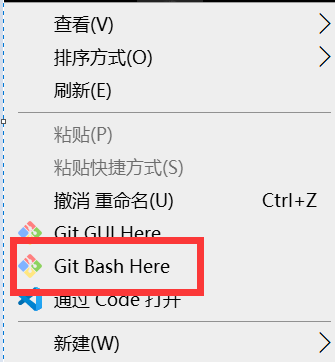 查看(V)
排序方式(O)
刷新(E)
粘贴(P)
粘贴快捷方式(S)
撤消 重命名(U) Ctrl+Z
Git GUI Here
Git Bash Here
通过 Code 打开
新建(W)